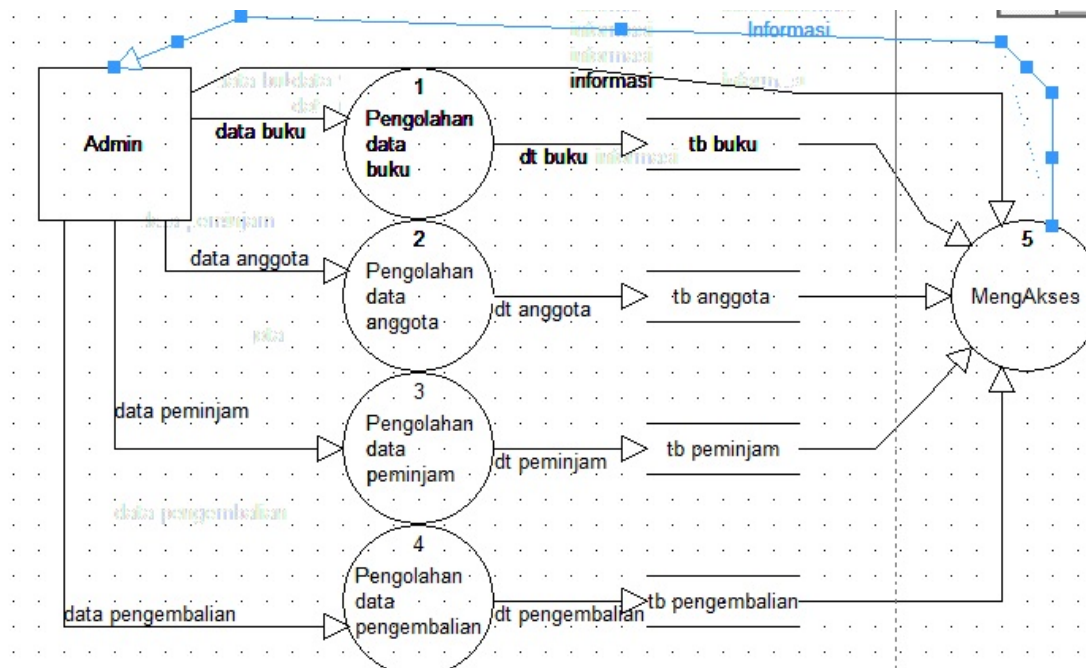 Informasi
informasi
Admin
data buku
1
Pengolahan
data
buku
dt buku
tb buku
data anggota
2
Pengolahan
data
anggota
dt anggota
tb anggota
5
MengAkses
data peminjam
3
Pengolahan
data
peminjam
dt peminjam
tb peminjam
data pengembalian
data pengembalian
4
Pengolahan
data
pengembalian
dt pengembalian
tb pengembalian